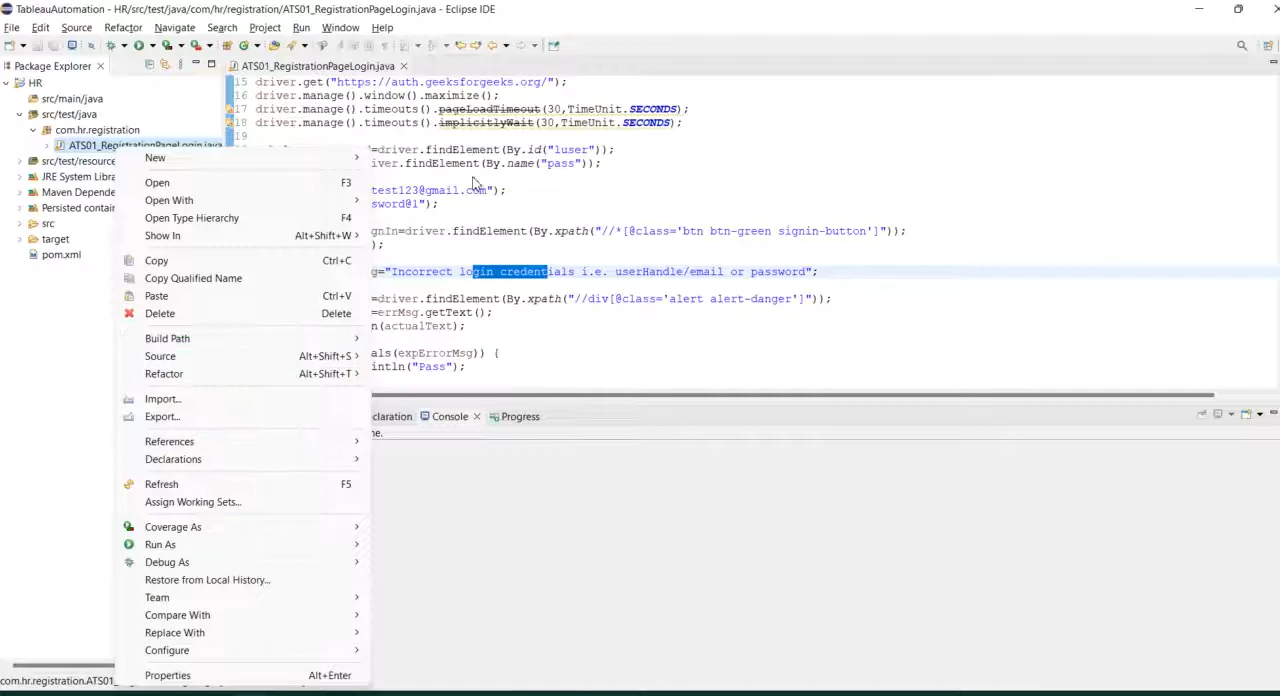 TableauAutomation - HR/src/test/java/com/hr/registration/ATS01_RegistrationPageLogin.java - Eclipse IDE
File Edit Source Refactor Navigate Search Project Run Window Help
Package Explorer
HR
src/main/java
src/test/java
com.hr.registration
ATS01_RegistrationPageLogin.java
src/test/resource
JRE System Libra
Maven Depende
Persisted contain
src
target
pom.xml
New
Open F3
Open With
Open Type Hierarchy F4
Show In Alt+Shift+W
Copy Ctrl+C
Copy Qualified Name
Paste Ctrl+V
Delete Delete
Build Path
Source Alt+Shift+S
Refactor Alt+Shift+T
Import...
Export...
References
Declarations
Refresh F5
Assign Working Sets...
Coverage As
Run As
Debug As
Restore from Local History...
Team
Compare With
Replace With
Configure
Properties Alt+Enter
ATS01_RegistrationPageLogin.java
15 driver.get("https://auth.geeksforgeeks.org/");
16 driver.manage().window().maximize();
17 driver.manage().timeouts().pageLoadTimeout(30,TimeUnit.SECONDS);
18 driver.manage().timeouts().implicitlyWait(30,TimeUnit.SECONDS);
19
=driver.findElement(By.id("luser"));
iver.findElement(By.name("pass"));
test123@gmail.com");
sword@1");
gnIn=driver.findElement(By.xpath("//*[@class='btn btn-green signin-button']"));
);
g="Incorrect login credentials i.e. userHandle/email or password";
=driver.findElement(By.xpath("//div[@class='alert alert-danger']"));
=errMsg.getText();
n(actualText);
als(expErrorMsg)) {
intln("Pass");
claration Console Progress
me.
com.hr.registration.ATS01_